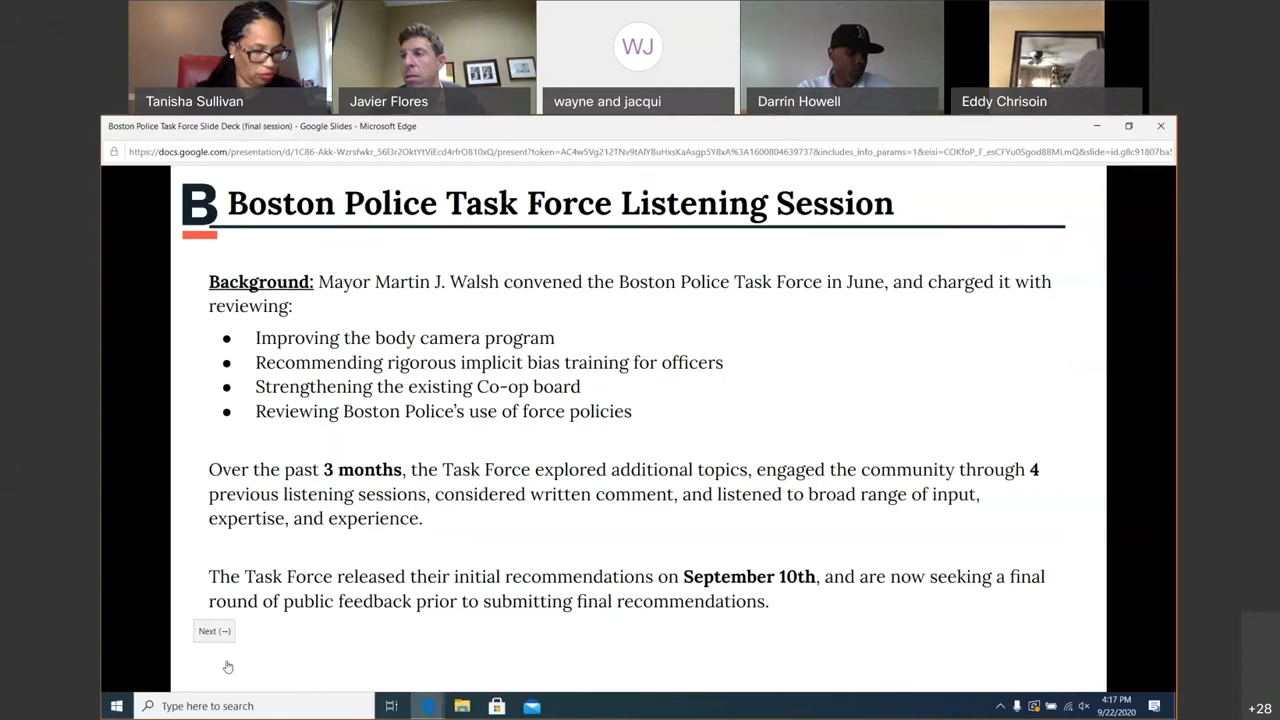 WJ
Tanisha Sullivan
Javier Flores
wayne and jacqui
Darrin Howell
Eddy Chrisoin
Boston Police Task Force Slide Deck (final session) - Google Slides - Microsoft Edge
B Boston Police Task Force Listening Session
Background: Mayor Martin J. Walsh convened the Boston Police Task Force in June, and charged it with
reviewing:
● Improving the body camera program
● Recommending rigorous implicit bias training for officers
● Strengthening the existing Co-op board
● Reviewing Boston Police’s use of force policies
Over the past 3 months, the Task Force explored additional topics, engaged the community through 4
previous listening sessions, considered written comment, and listened to broad range of input,
expertise, and experience.
The Task Force released their initial recommendations on September 10th, and are now seeking a final
round of public feedback prior to submitting final recommendations.
Next (→)
Type here to search
4:17 PM
9/22/2020
+28